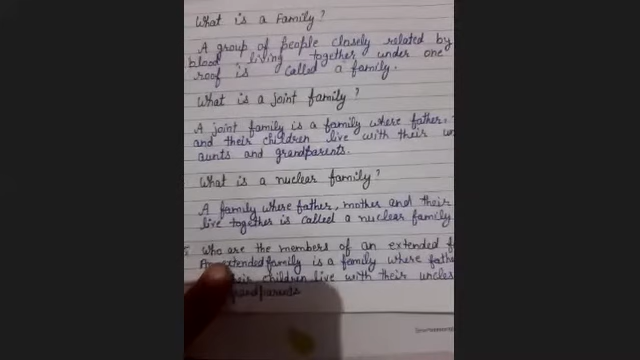 What is a Family?
A group of people closely related by
blood, living together under one
roof is called a family.
What is a joint family?
A joint family is a family where father,
and their children live with their
aunts and grandparents.
What is a nuclear family?
A family where father, mother and their
live together is called a nuclear family
Who are the members of an extended
An extended family is a family where
their children live with their uncles
grandparents